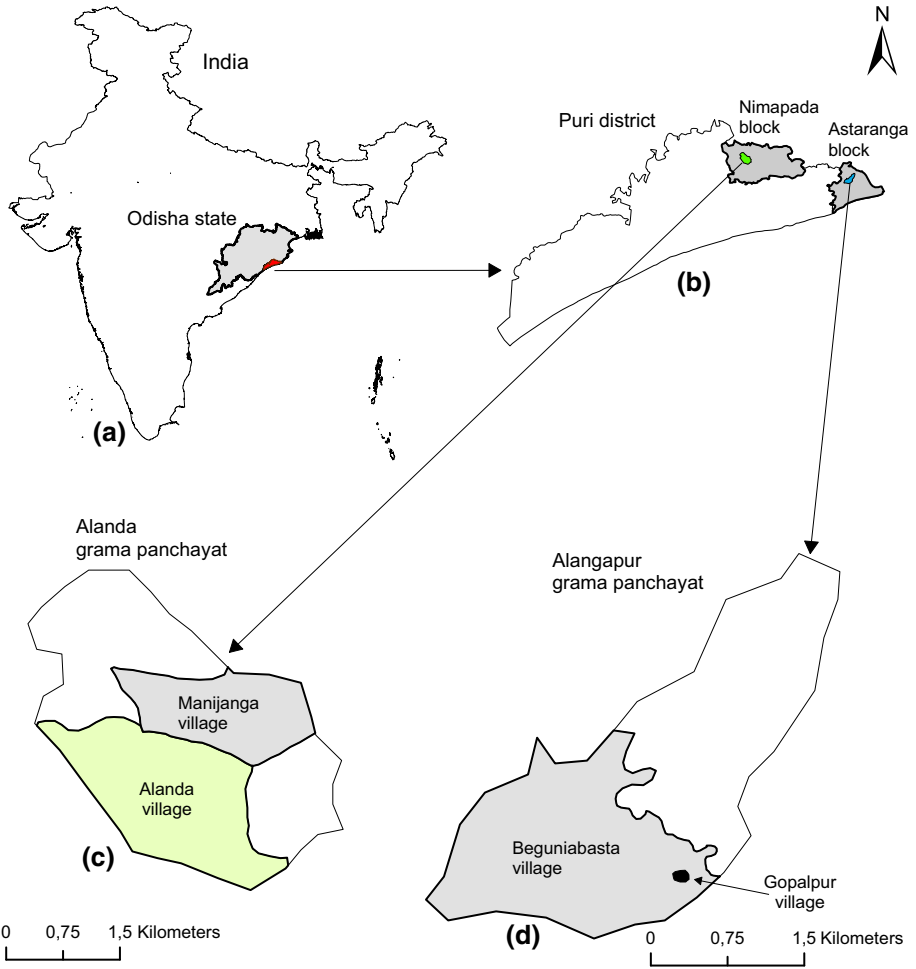 N
India
Nimapada
block
Puri district
Astaranga
block
Odisha state
(b)
(a)
Alanda
grama panchayat
Alangapur
grama panchayat
Manijanga
village
Alanda
village
Beguniabasta
village
(c)
Gopalpur
village
(d)
0 0,75 1,5 Kilometers
0 0,75 1,5 Kilometers